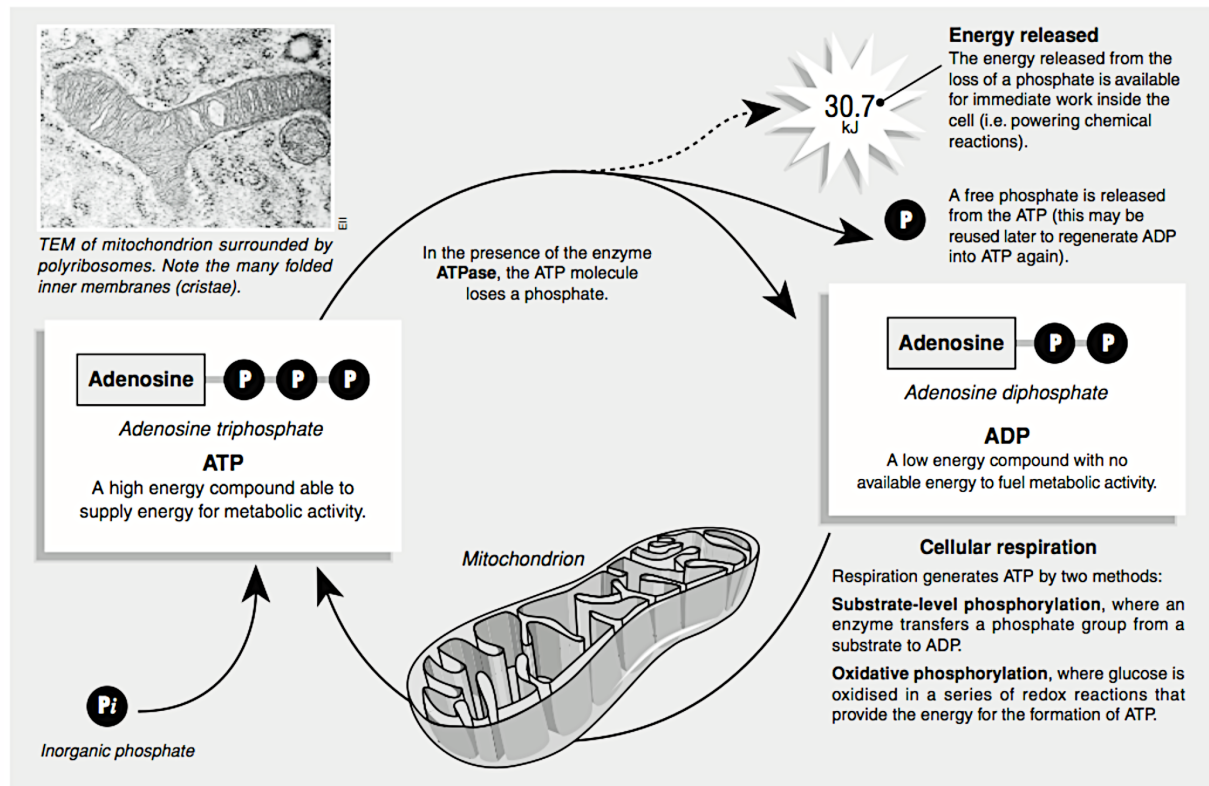 Energy released
The energy released from the
loss of a phosphate is available
for immediate work inside the
cell (i.e. powering chemical
reactions).
30.7
kJ
EII
TEM of mitochondrion surrounded by
polyribosomes. Note the many folded
inner membranes (cristae).
P
A free phosphate is released
from the ATP (this may be
reused later to regenerate ADP
into ATP again).
In the presence of the enzyme
ATPase, the ATP molecule
loses a phosphate.
Adenosine P P P
Adenosine triphosphate
ATP
A high energy compound able to
supply energy for metabolic activity.
Adenosine P P
Adenosine diphosphate
ADP
A low energy compound with no
available energy to fuel metabolic activity.
Mitochondrion
Cellular respiration
Respiration generates ATP by two methods:
Substrate-level phosphorylation, where an
enzyme transfers a phosphate group from a
substrate to ADP.
Oxidative phosphorylation, where glucose is
oxidised in a series of redox reactions that
provide the energy for the formation of ATP.
Pi
Inorganic phosphate